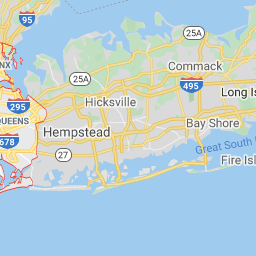 95
NX
25A
25A
Commack
295
Hicksville
495
Long Is
QUEENS
Hempstead
Bay Shore
678
27
Great South
Fire Isl